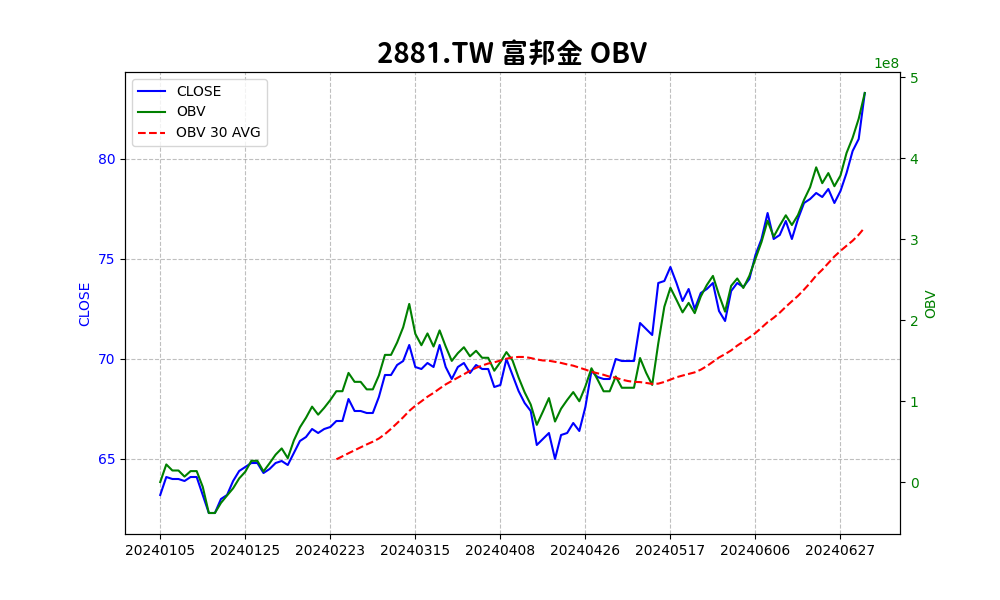 2881.TW 富邦金 OBV
1e8
CLOSE
OBV
OBV 30 AVG
CLOSE
80
75
70
65
5
4
3
2
1
0
OBV
20240105 20240125 20240223 20240315 20240408 20240426 20240517 20240606 20240627